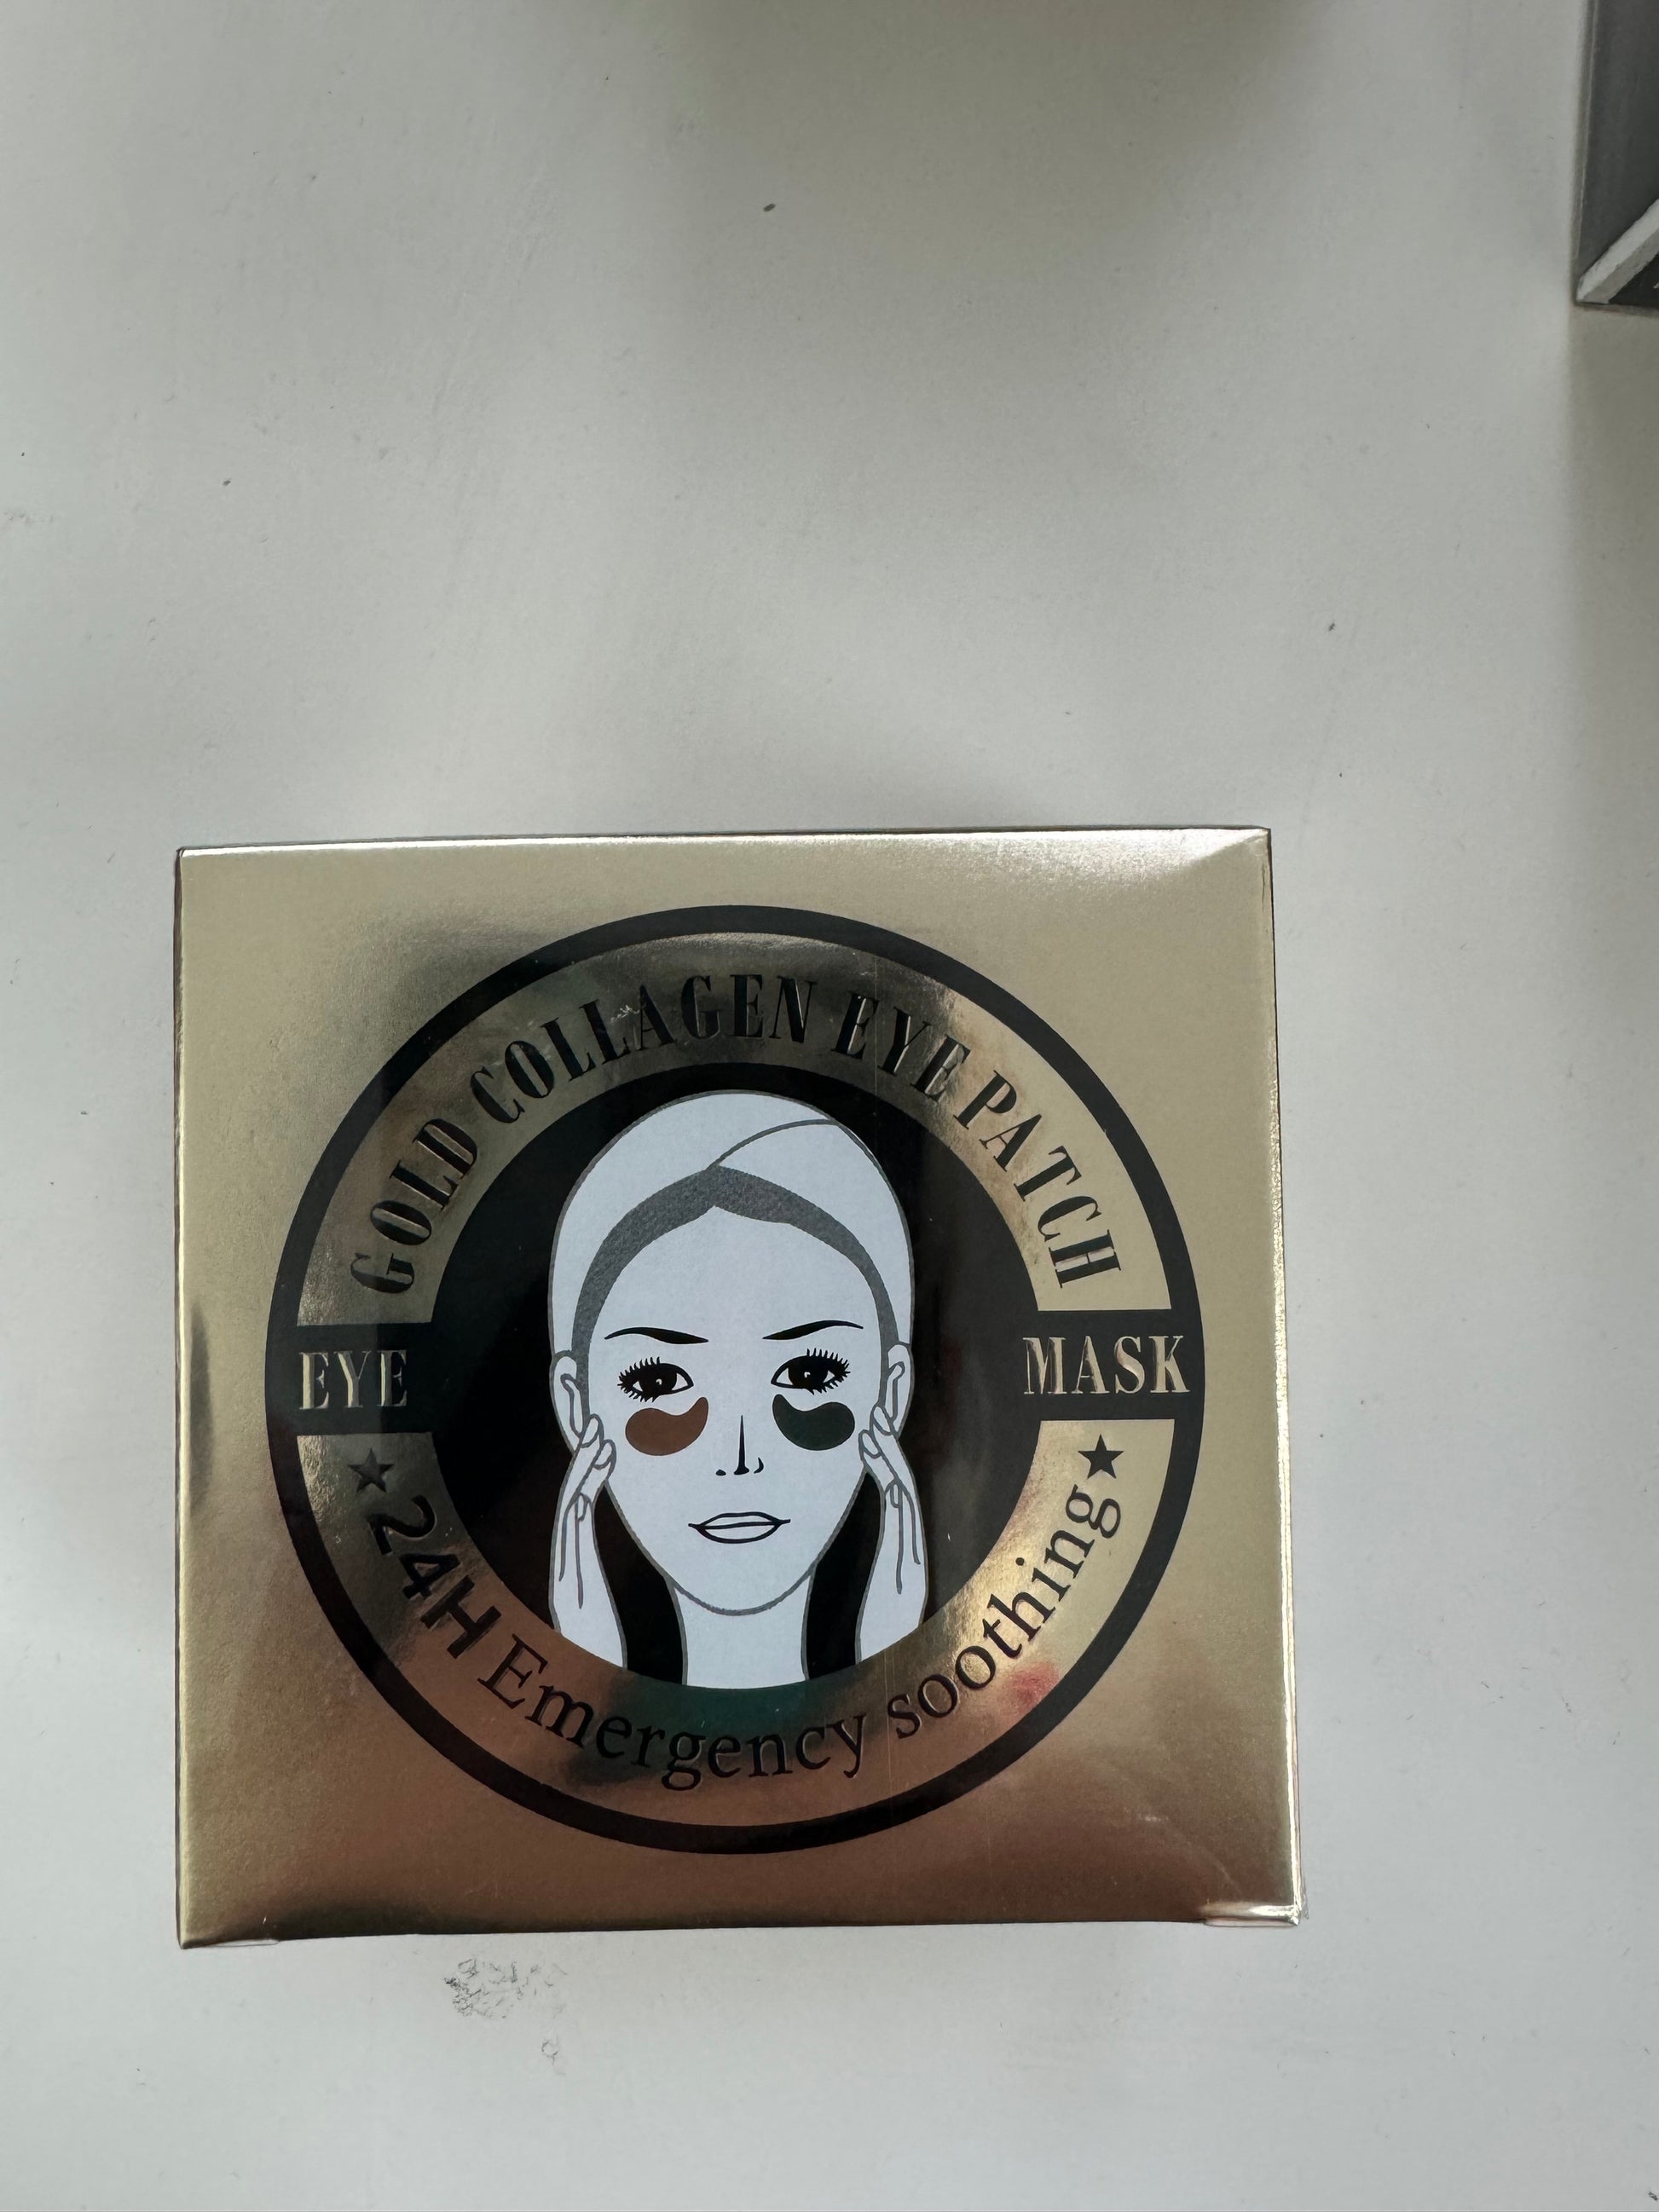 GOLD COLLAGEN EYE PATCH
EYE MASK
★24H Emergency soothing★